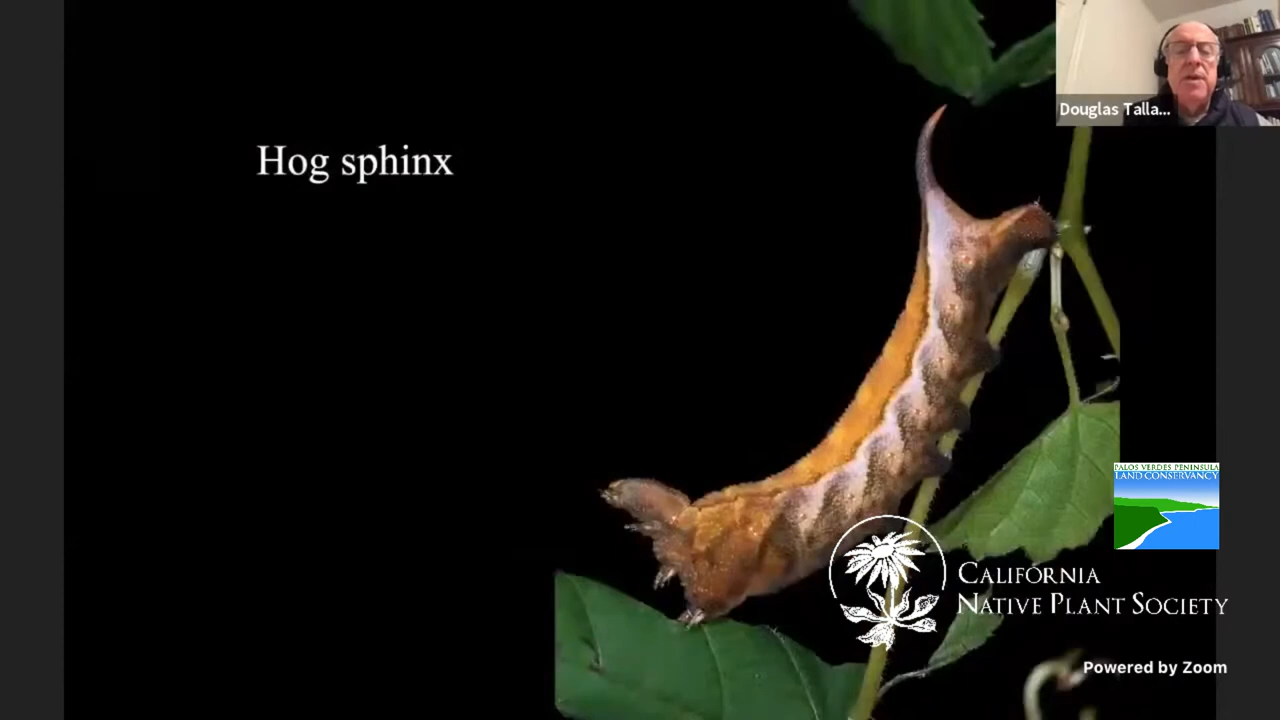 Hog sphinx
Douglas Talla...
PALOS VERDES PENINSULA
LAND CONSERVANCY
CALIFORNIA
NATIVE PLANT SOCIETY
Powered by Zoom